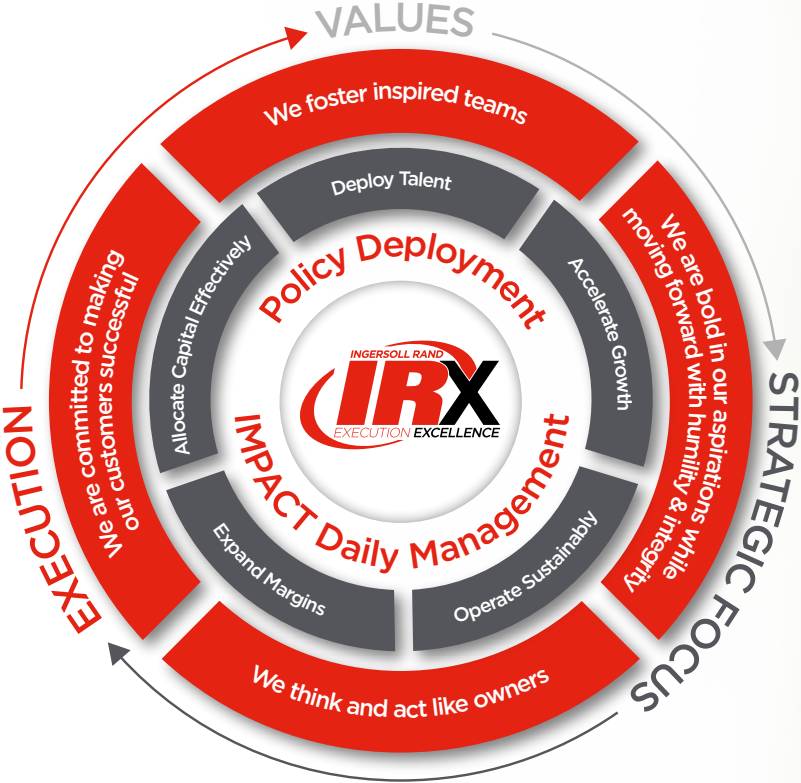 VALUES
We foster inspired teams
Deploy Talent
Policy Deployment
We are bold in our aspirations while
moving forward with humility & integrity
Accelerate Growth
STRATEGIC FOCUS
We are committed to making
our customers successful
Allocate Capital Effectively
INGERSOLL RAND
IRX
EXECUTION EXCELLENCE
IMPACT Daily Management
EXECUTION
Expand Margins
Operate Sustainably
We think and act like owners